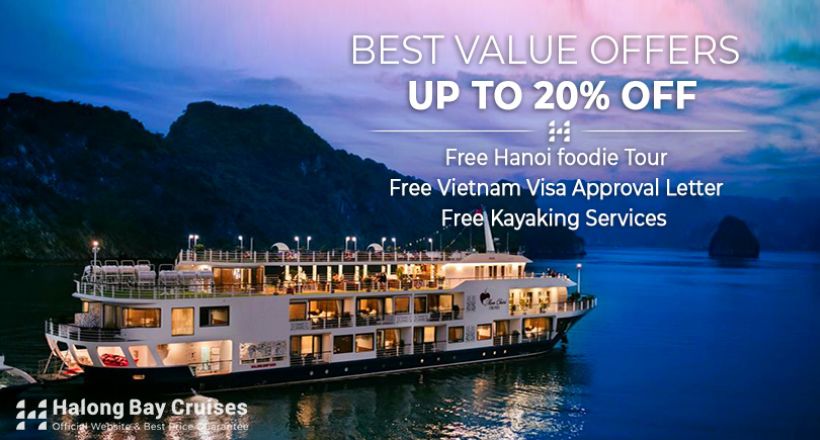 BEST VALUE OFFERS
UP TO 20% OFF
Free Hanoi foodie Tour
Free Vietnam Visa Approval Letter
Free Kayaking Services
Halong Bay Cruises
Official Website & Best Price Guarantee